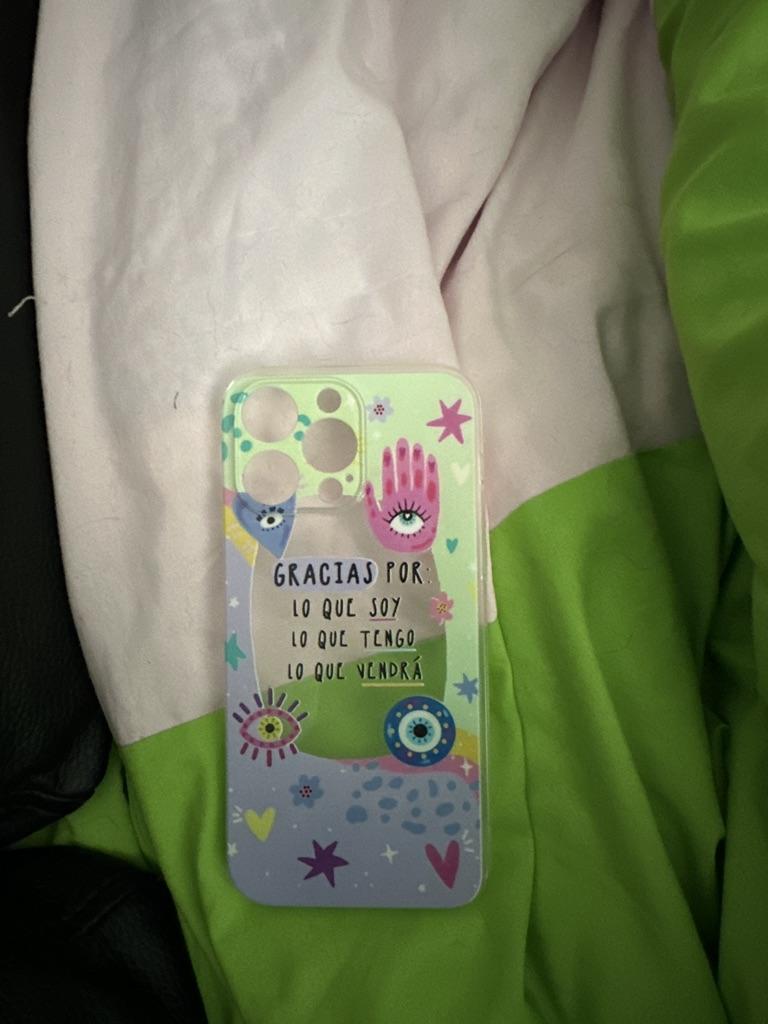 GRACIAS POR:
LO QUE SOY
LO QUE TENGO
LO QUE VENDRÁ